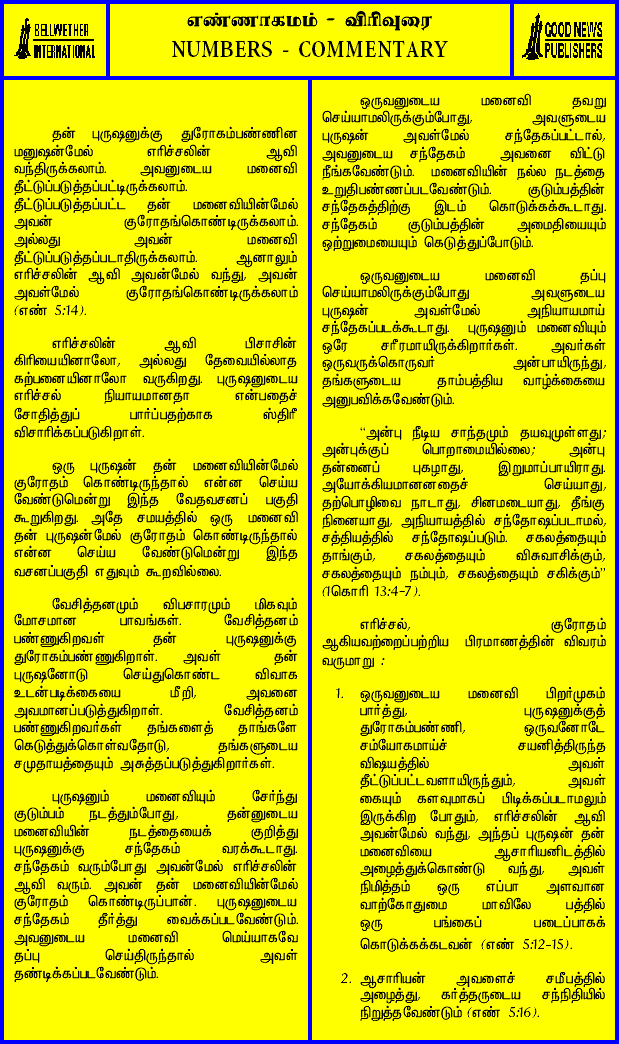 BELLWETHER
INTERNATIONAL
எண்ணாகமம் - விரிவுரை
NUMBERS - COMMENTARY
GOOD NEWS
PUBLISHERS
தன் புருஷனுக்கு துரோகம்பண்ணின
மனுஷன்மேல் எரிச்சலின் ஆவி
வந்திருக்கலாம். அவனுடைய மனைவி
தீட்டுப்படுத்தப்பட்டிருக்கலாம்.
தீட்டுப்படுத்தப்பட்ட தன் மனைவியின்மேல்
அவன் குரோதங்கொண்டிருக்கலாம்.
அல்லது அவன் மனைவி
தீட்டுப்படுத்தப்படாதிருக்கலாம். ஆனாலும்
எரிச்சலின் ஆவி அவன்மேல் வந்து, அவன்
அவள்மேல் குரோதங்கொண்டிருக்கலாம்
(எண் 5:14).
எரிச்சலின் ஆவி பிசாசின்
கிரியையினாலோ, அல்லது தேவையில்லாத
கற்பனையினாலோ வருகிறது. புருஷனுடைய
எரிச்சல் நியாயமானதா என்பதைச்
சோதித்துப் பார்ப்பதற்காக ஸ்திரீ
விசாரிக்கப்படுகிறாள்.
ஒரு புருஷன் தன் மனைவியின்மேல்
குரோதம் கொண்டிருந்தால் என்ன செய்ய
வேண்டுமென்று இந்த வேதவசனப் பகுதி
கூறுகிறது. அதே சமயத்தில் ஒரு மனைவி
தன் புருஷன்மேல் குரோதம் கொண்டிருந்தால்
என்ன செய்ய வேண்டுமென்று இந்த
வசனப்பகுதி எதுவும் கூறவில்லை.
வேசித்தனமும் விபசாரமும் மிகவும்
மோசமான பாவங்கள். வேசித்தனம்
பண்ணுகிறவள் தன் புருஷனுக்கு
துரோகம்பண்ணுகிறாள். அவள் தன்
புருஷனோடு செய்துகொண்ட விவாக
உடன்படிக்கையை மீறி, அவனை
அவமானப்படுத்துகிறாள். வேசித்தனம்
பண்ணுகிறவர்கள் தங்களைத் தாங்களே
கெடுத்துக்கொள்வதோடு, தங்களுடைய
சமுதாயத்தையும் அசுத்தப்படுத்துகிறார்கள்.
புருஷனும் மனைவியும் சேர்ந்து
குடும்பம் நடத்தும்போது, தன்னுடைய
மனைவியின் நடத்தையைக் குறித்து
புருஷனுக்கு சந்தேகம் வரக்கூடாது.
சந்தேகம் வரும்போது அவன்மேல் எரிச்சலின்
ஆவி வரும். அவன் தன் மனைவியின்மேல்
குரோதம் கொண்டிருப்பான். புருஷனுடைய
சந்தேகம் தீர்த்து வைக்கப்படவேண்டும்.
அவனுடைய மனைவி மெய்யாகவே
தப்பு செய்திருந்தால் அவள்
தண்டிக்கப்படவேண்டும்.
ஒருவனுடைய மனைவி தவறு
செய்யாமலிருக்கும்போது, அவளுடைய
புருஷன் அவள்மேல் சந்தேகப்பட்டால்,
அவனுடைய சந்தேகம் அவனை விட்டு
நீங்கவேண்டும். மனைவியின் நல்ல நடத்தை
உறுதிபண்ணப்படவேண்டும். குடும்பத்தின்
சந்தேகத்திற்கு இடம் கொடுக்கக்கூடாது.
சந்தேகம் குடும்பத்தின் அமைதியையும்
ஒற்றுமையையும் கெடுத்துப்போடும்.
ஒருவனுடைய மனைவி தப்பு
செய்யாமலிருக்கும்போது அவளுடைய
புருஷன் அவள்மேல் அநியாயமாய்
சந்தேகப்படக்கூடாது. புருஷனும் மனைவியும்
ஒரே சரீரமாயிருக்கிறார்கள். அவர்கள்
ஒருவருக்கொருவர் அன்பாயிருந்து,
தங்களுடைய தாம்பத்திய வாழ்க்கையை
அனுபவிக்கவேண்டும்.
“அன்பு நீடிய சாந்தமும் தயவுமுள்ளது;
அன்புக்குப் பொறாமையில்லை; அன்பு
தன்னைப் புகழாது, இறுமாப்பாயிராது.
அயோக்கியமானனதைச் செய்யாது,
தற்பொழிவை நாடாது, சினமடையாது, தீங்கு
நினையாது, அநியாயத்தில் சந்தோஷப்படாமல்,
சத்தியத்தில் சந்தோஷப்படும். சகலத்தையும்
தாங்கும், சகலத்தையும் விசுவாசிக்கும்,
சகலத்தையும் நம்பும், சகலத்தையும் சகிக்கும்”
(1கொரி 13:4-7).
எரிச்சல், குரோதம்
ஆகியவற்றைப்பற்றிய பிரமாணத்தின் விவரம்
வருமாறு :
1. ஒருவனுடைய மனைவி பிறர்முகம்
பார்த்து, புருஷனுக்குத்
துரோகம்பண்ணி, ஒருவனோடே
சம்யோகமாய்ச் சயனித்திருந்த
விஷயத்தில் அவள்
தீட்டுப்பட்டவளாயிருந்தும், அவள்
கையும் களவுமாகப் பிடிக்கப்படாமலும்
இருக்கிற போதும், எரிச்சலின் ஆவி
அவன்மேல் வந்து, அந்தப் புருஷன் தன்
மனைவியை ஆசாரியனிடத்தில்
அழைத்துக்கொண்டு வந்து, அவள்
நிமித்தம் ஒரு எப்பா அளவான
வாற்கோதுமை மாவிலே பத்தில்
ஒரு பங்கைப் படைப்பாகக்
கொடுக்கக்கடவன் (எண் 5:12-15).
2. ஆசாரியன் அவளைச் சமீபத்தில்
அழைத்து, கர்த்தருடைய சந்நிதியில்
நிறுத்தவேண்டும் (எண் 5:16).